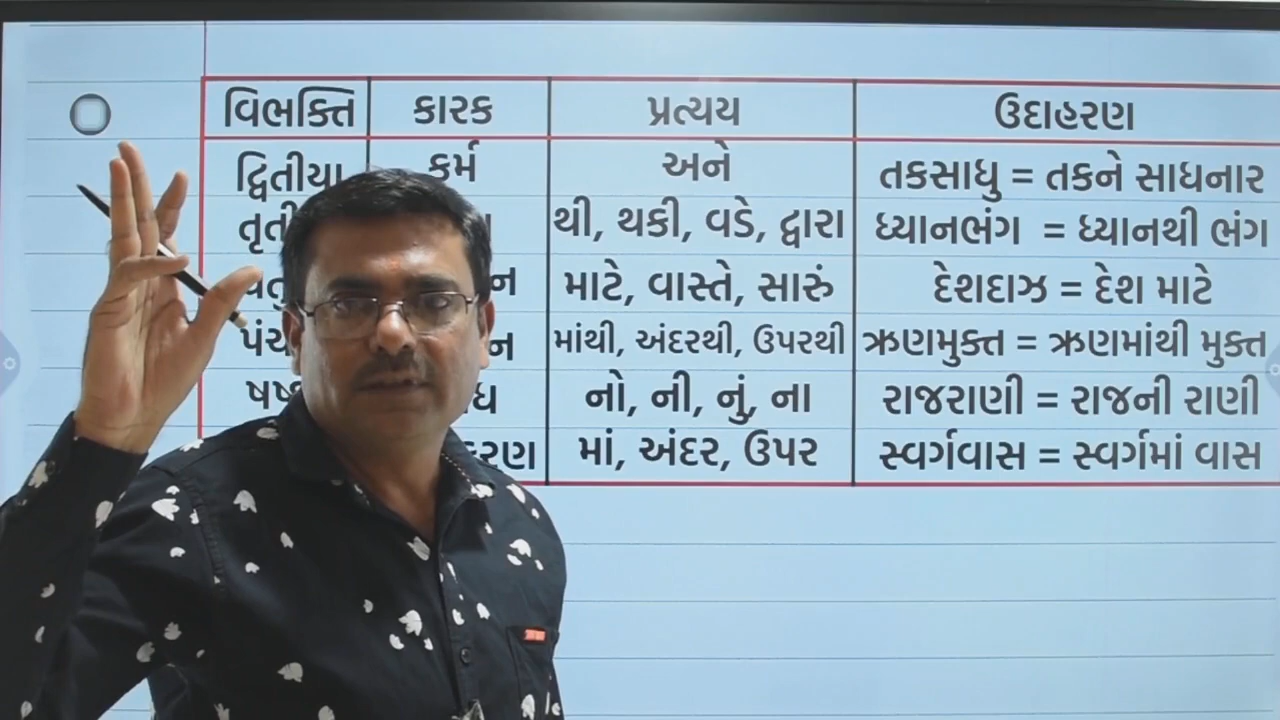 વિભક્તિ કારક પ્રત્યય ઉદાહરણ
દ્વિતીયા કર્મ અને તકસાધુ = તકને સાધનાર
થી, થકી, વડે, દ્વારા ધ્યાનભંગ = ધ્યાનથી ભંગ
માટે, વાસ્તે, સારું દેશદાઝ = દેશ માટે
માંથી, અંદરથી, ઉપરથી ઋણમુક્ત = ઋણમાંથી મુક્ત
નો, ની, નું, ના રાજરાણી = રાજની રાણી
માં, અંદર, ઉપર સ્વર્ગવાસ = સ્વર્ગમાં વાસ